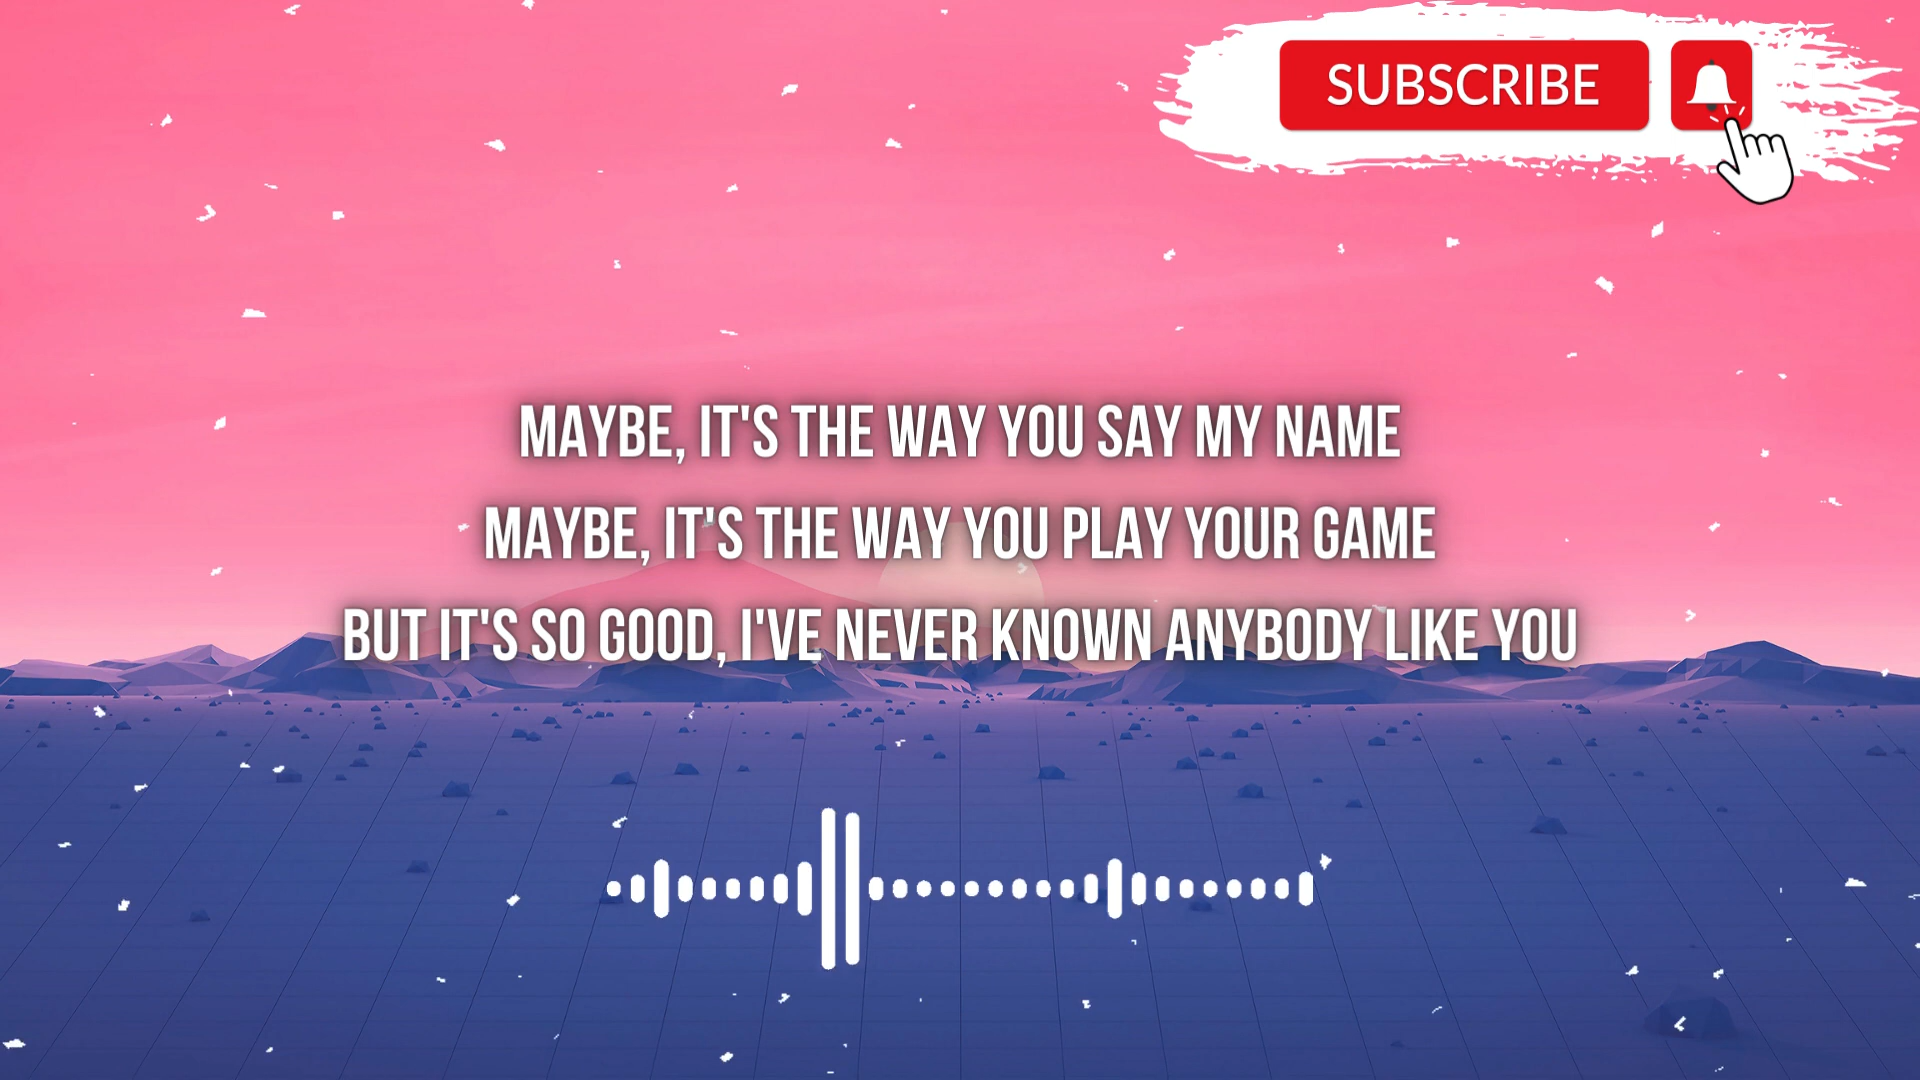 SUBSCRIBE
MAYBE, IT'S THE WAY YOU SAY MY NAME
MAYBE, IT'S THE WAY YOU PLAY YOUR GAME
BUT IT'S SO GOOD, I'VE NEVER KNOWN ANYBODY LIKE YOU